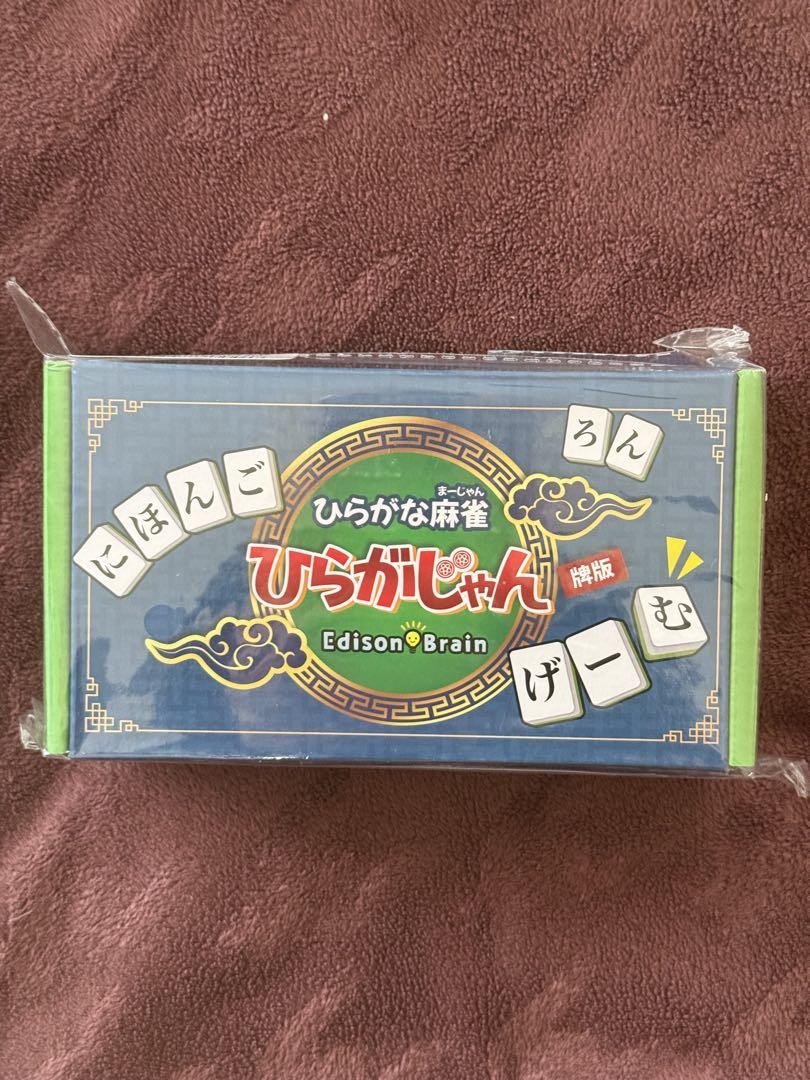 にほんご
ろん
まーじゃん
ひらがな麻雀
ひらがじゃん
牌版
Edison Brain
げーむ